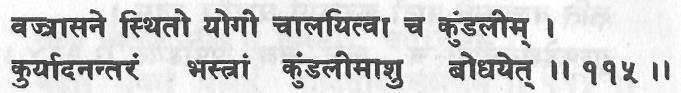 वज्त्रासने स्थितो योगो चालयित्वा च कुंडलीम् ।
कुर्यादनन्तरं भस्त्रां कुंडलीमाशु बोधयेत् ।। ११५ ।।